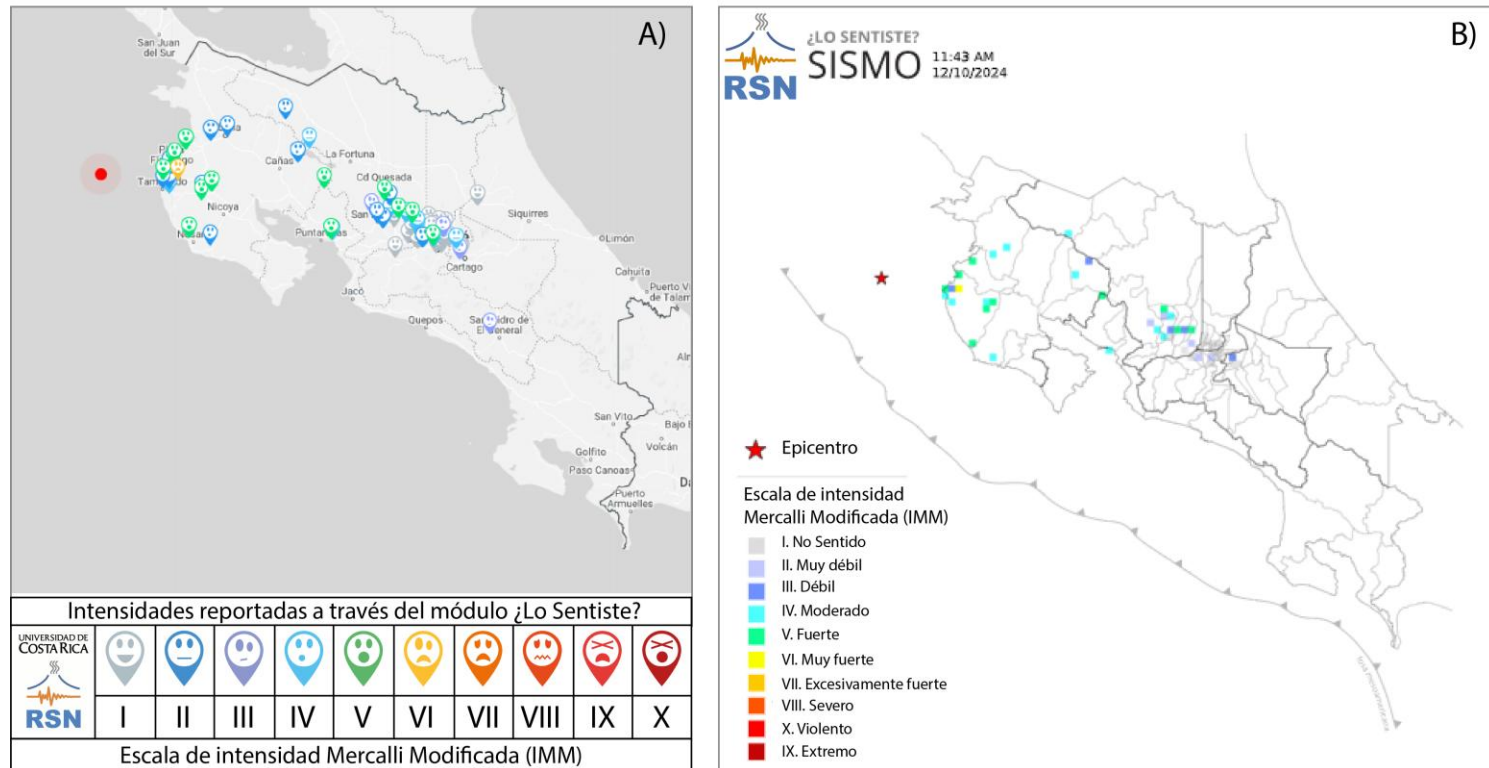 A)
San Juan
del Sur
Cañas
La Fortuna
Cd Quesada
Siquirres
Nicoya
Limón
Cartago
Cahuita
Puerto V
de Talam
Jacó
Quepos
San Isidro de
El General
San Vito
Bajo
Golfito
Volcán
Paso Canoas
Puerto
Armuelles
Intensidades reportadas a través del módulo ¿Lo Sentiste?
UNIVERSIDAD DE
COSTA RICA
RSN
I II III IV V VI VII VIII IX X
Escala de intensidad Mercalli Modificada (IMM)
B)
¿LO SENTISTE?
SISMO 11:43 AM
12/10/2024
RSN
Epicentro
Escala de intensidad
Mercalli Modificada (IMM)
I. No Sentido
II. Muy débil
III. Débil
IV. Moderado
V. Fuerte
VI. Muy fuerte
VII. Excesivamente fuerte
VIII. Severo
X. Violento
IX. Extremo